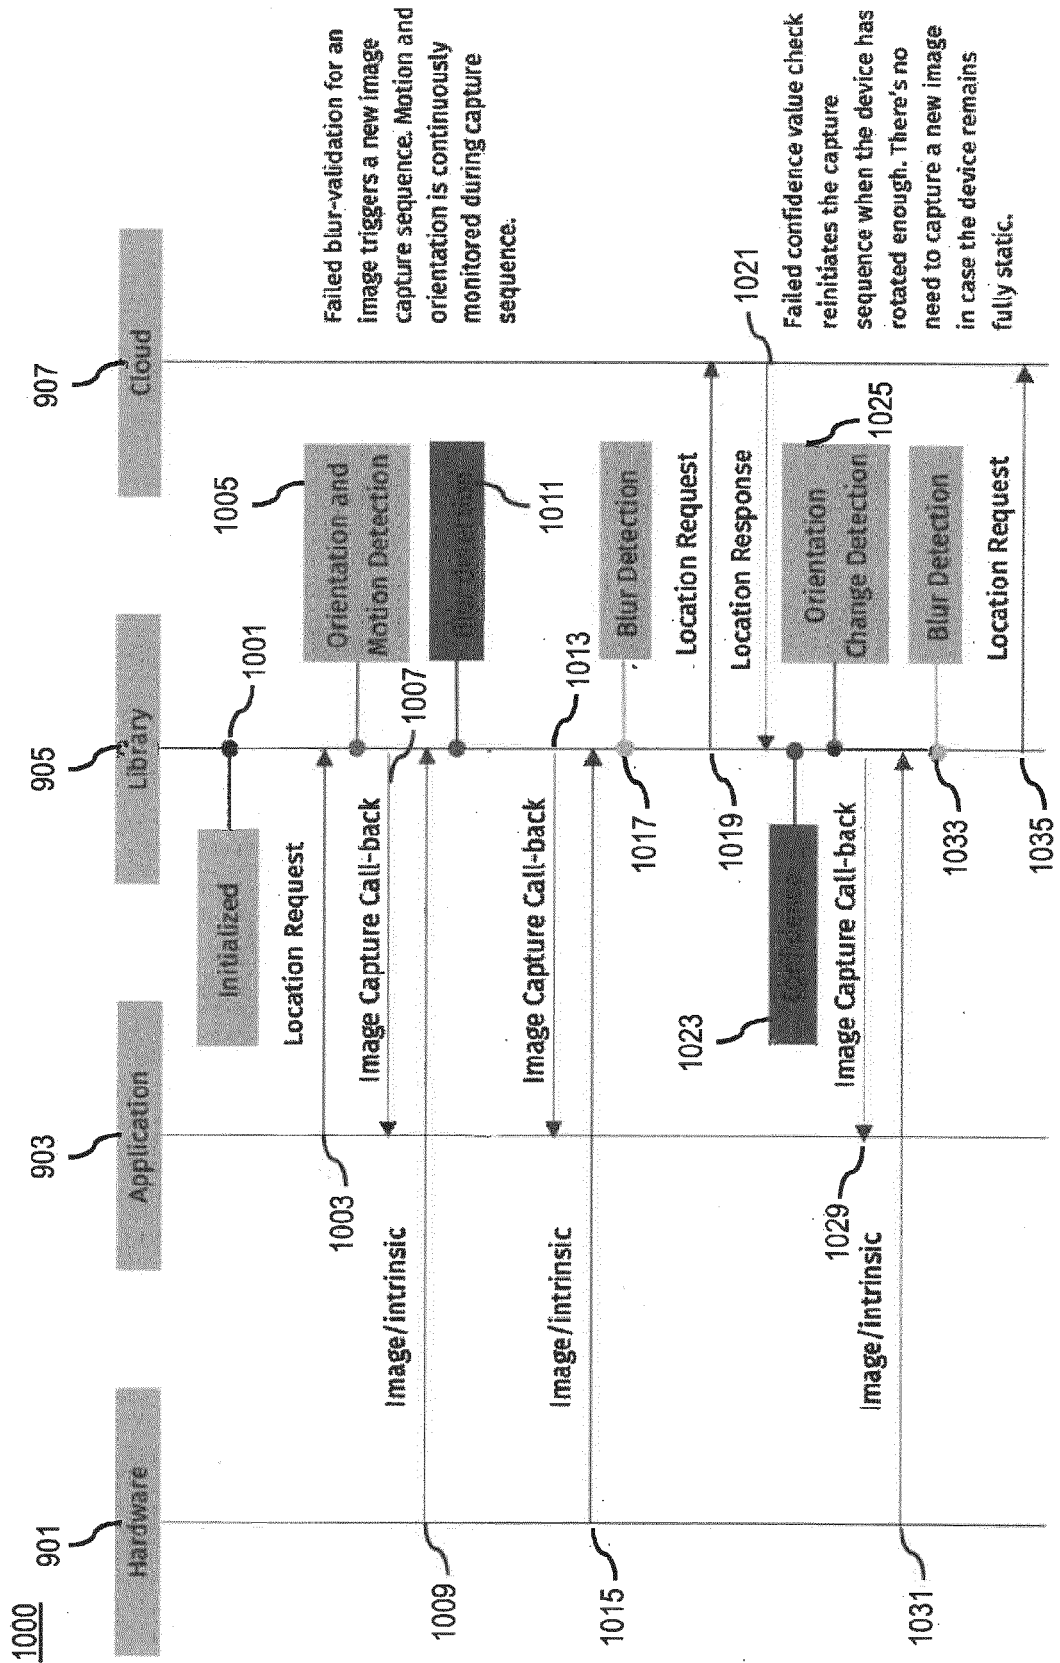 1000
901
Hardware
903
Application
905
Library
907
Cloud
Initialized
1001
Location Request
1003
Orientation and
Motion Detection
1005
Image Capture Call-back
1007
Image/intrinsic
1009
1011
Failed blur-validation for an
image triggers a new image
capture sequence. Motion and
orientation is continuously
monitored during capture
sequence.
Image Capture Call-back
1013
Image/intrinsic
1015
Blur Detection
1017
Location Request
1019
Location Response
1021
1023
Orientation
Change Detection
1025
Failed confidence value check
reinitiates the capture
sequence when the device has
rotated enough. There's no
need to capture a new image
in case the device remains
fully static.
Image Capture Call-back
1029
Image/intrinsic
1031
Blur Detection
1033
Location Request
1035